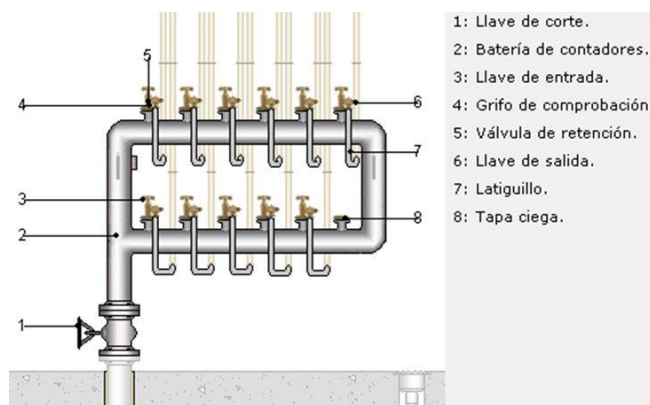 5
4
6
7
3
8
2
1
1: Llave de corte.
2: Batería de contadores.
3: Llave de entrada.
4: Grifo de comprobación
5: Válvula de retención.
6: Llave de salida.
7: Latiguillo.
8: Tapa ciega.